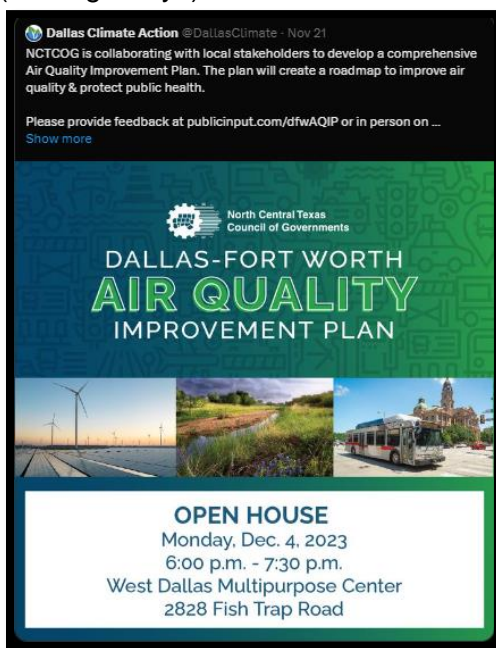 Dallas Climate Action @DallasClimate · Nov 21
NCTCOG is collaborating with local stakeholders to develop a comprehensive
Air Quality Improvement Plan. The plan will create a roadmap to improve air
quality & protect public health.
Please provide feedback at publicinput.com/dfwAQIP or in person on ...
Show more
North Central Texas
Council of Governments
DALLAS-FORT WORTH
AIR QUALITY
IMPROVEMENT PLAN
OPEN HOUSE
Monday, Dec. 4, 2023
6:00 p.m. - 7:30 p.m.
West Dallas Multipurpose Center
2828 Fish Trap Road